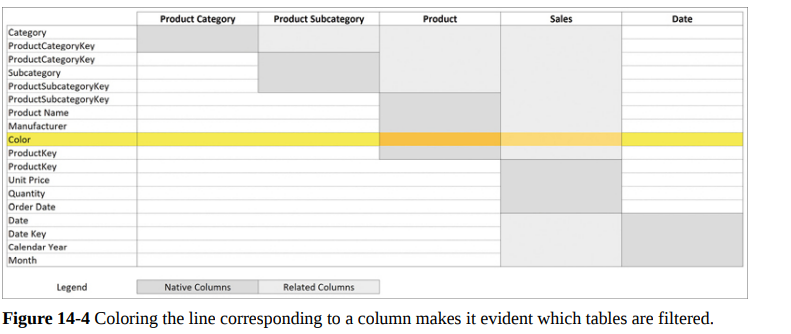 Product Category Product Subcategory Product Sales Date
Category
ProductCategoryKey
ProductCategoryKey
Subcategory
ProductSubcategoryKey
ProductSubcategoryKey
Product Name
Manufacturer
Color
ProductKey
ProductKey
Unit Price
Quantity
Order Date
Date
Date Key
Calendar Year
Month
Legend Native Columns Related Columns
Figure 14-4 Coloring the line corresponding to a column makes it evident which tables are filtered.